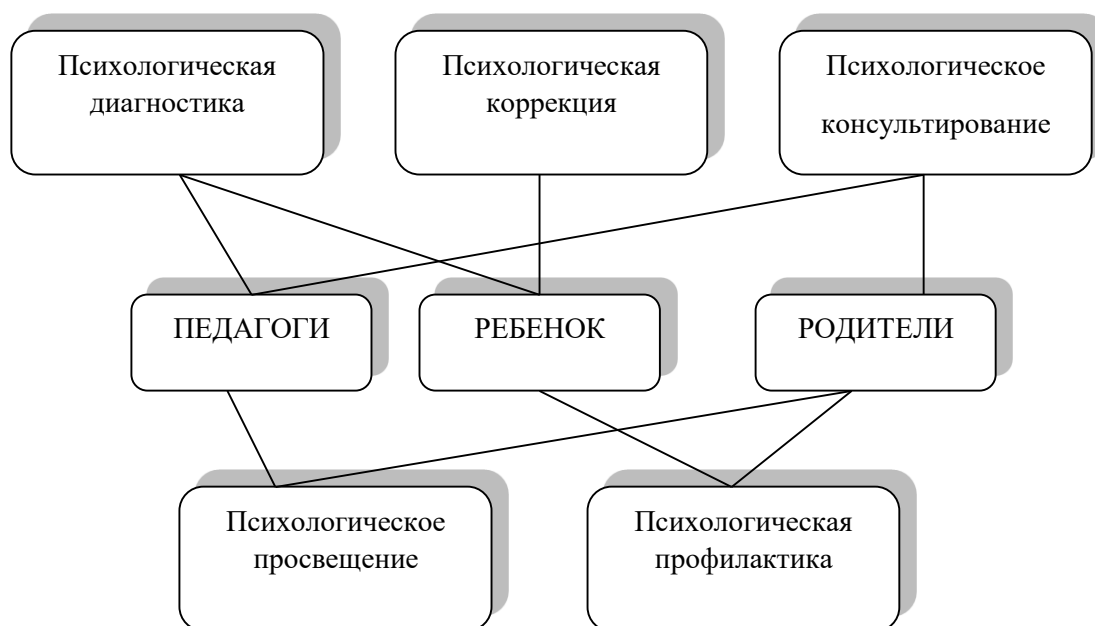 Психологическая
диагностика
Психологическая
коррекция
Психологическое
консультирование
ПЕДАГОГИ
РЕБЕНОК
РОДИТЕЛИ
Психологическое
просвещение
Психологическая
профилактика